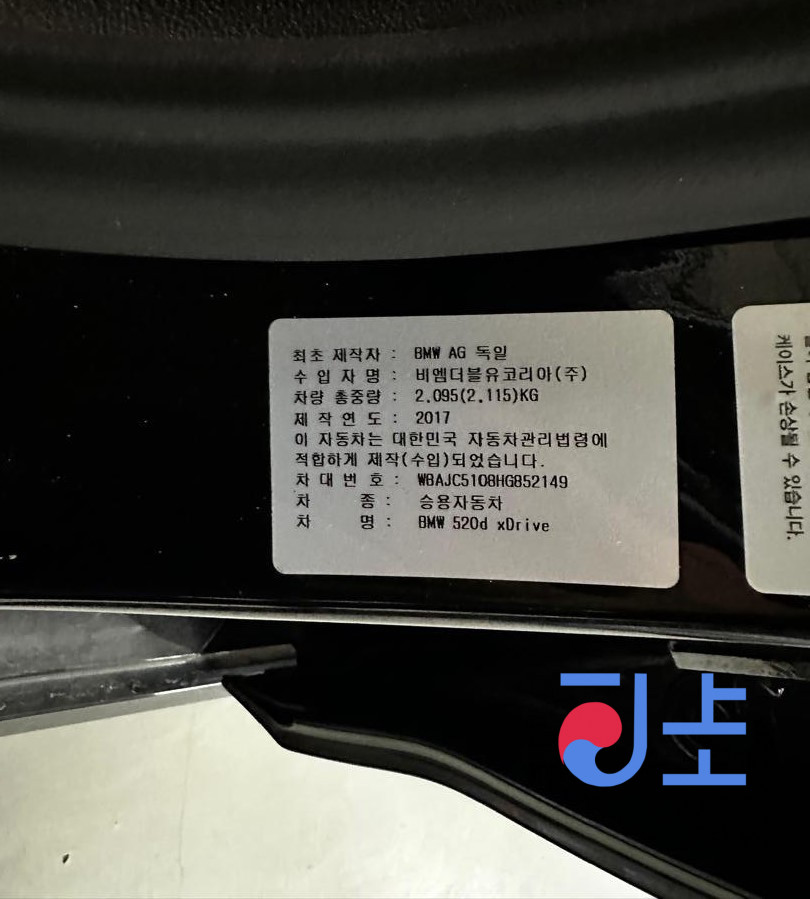 최초 제작자 : BMW AG 독일
수 입 자 명 : 비엠더블유코리아(주)
차량 총중량 : 2.095(2.115)KG
제 작 연 도 : 2017
이 자동차는 대한민국 자동차관리법령에
적합하게 제작(수입)되었습니다.
차 대 번 호 : WBAJC5108HG852149
차 종 : 승용자동차
차 명 : BMW 520d xDrive
케이스가 손상될 수 있습니다.